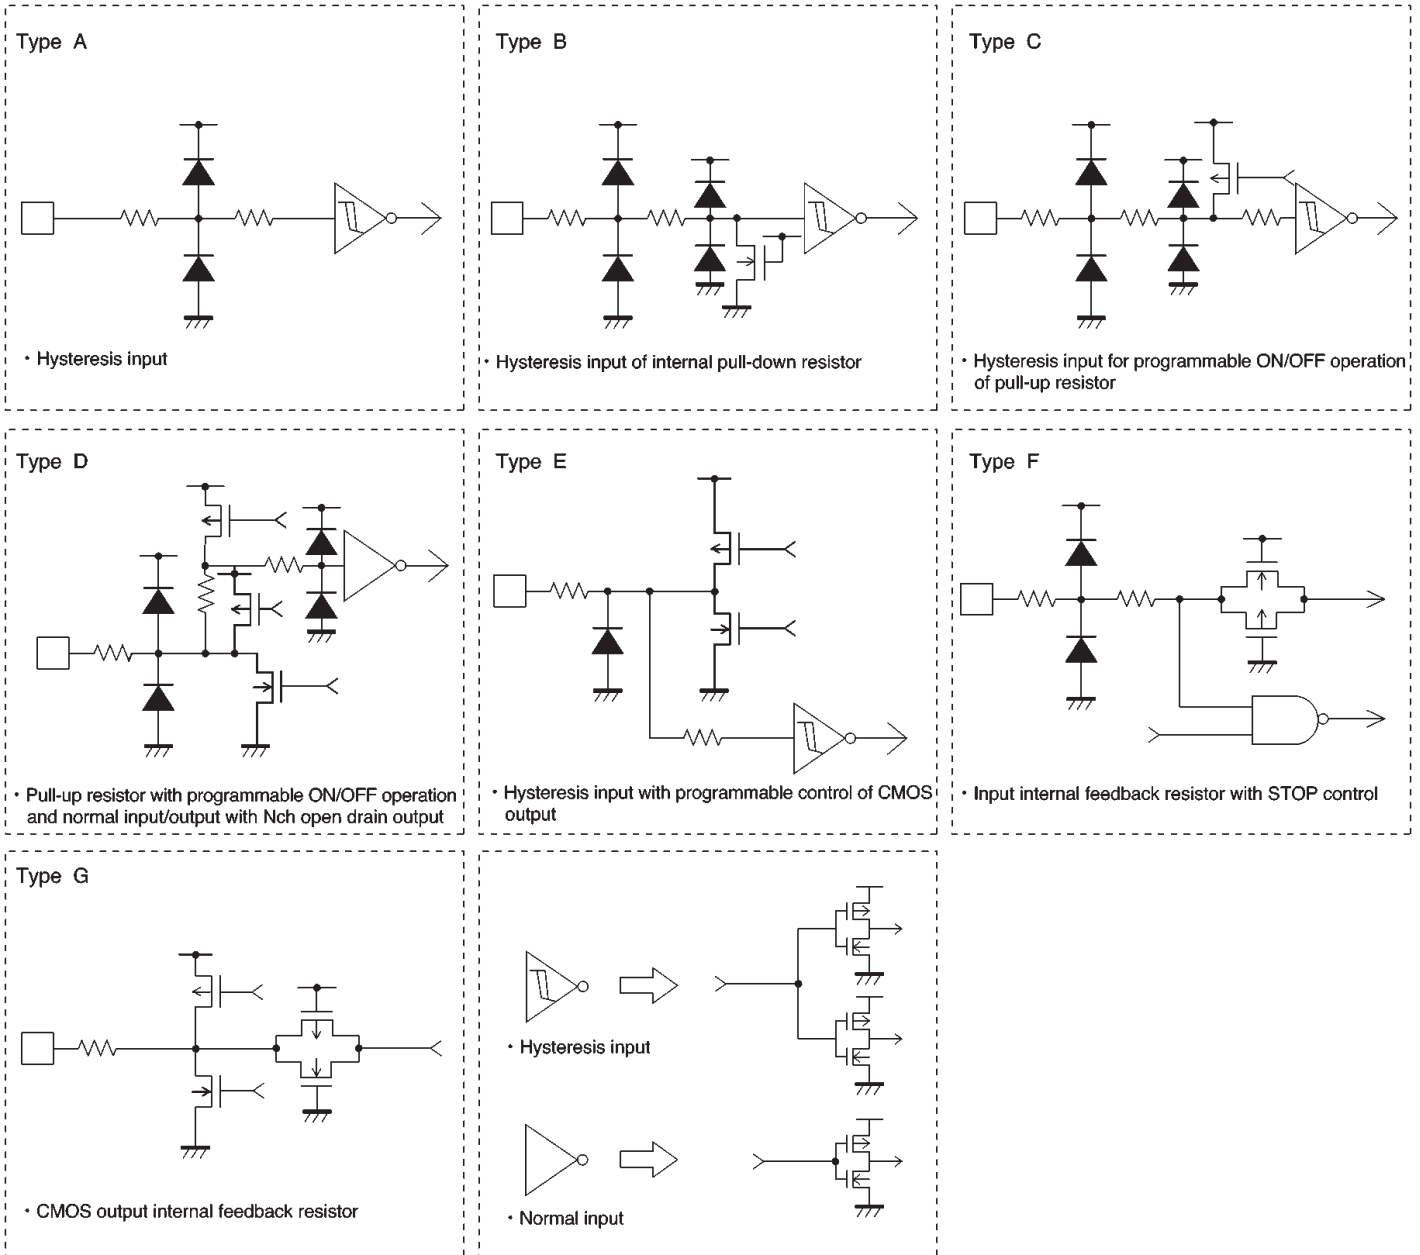 Type A
・Hysteresis input
Type B
・Hysteresis input of internal pull-down resistor
Type C
・Hysteresis input for programmable ON/OFF operation
of pull-up resistor
Type D
・Pull-up resistor with programmable ON/OFF operation
and normal input/output with Nch open drain output
Type E
・Hysteresis input with programmable control of CMOS
output
Type F
・Input internal feedback resistor with STOP control
Type G
・CMOS output internal feedback resistor
・Hysteresis input
・Normal input